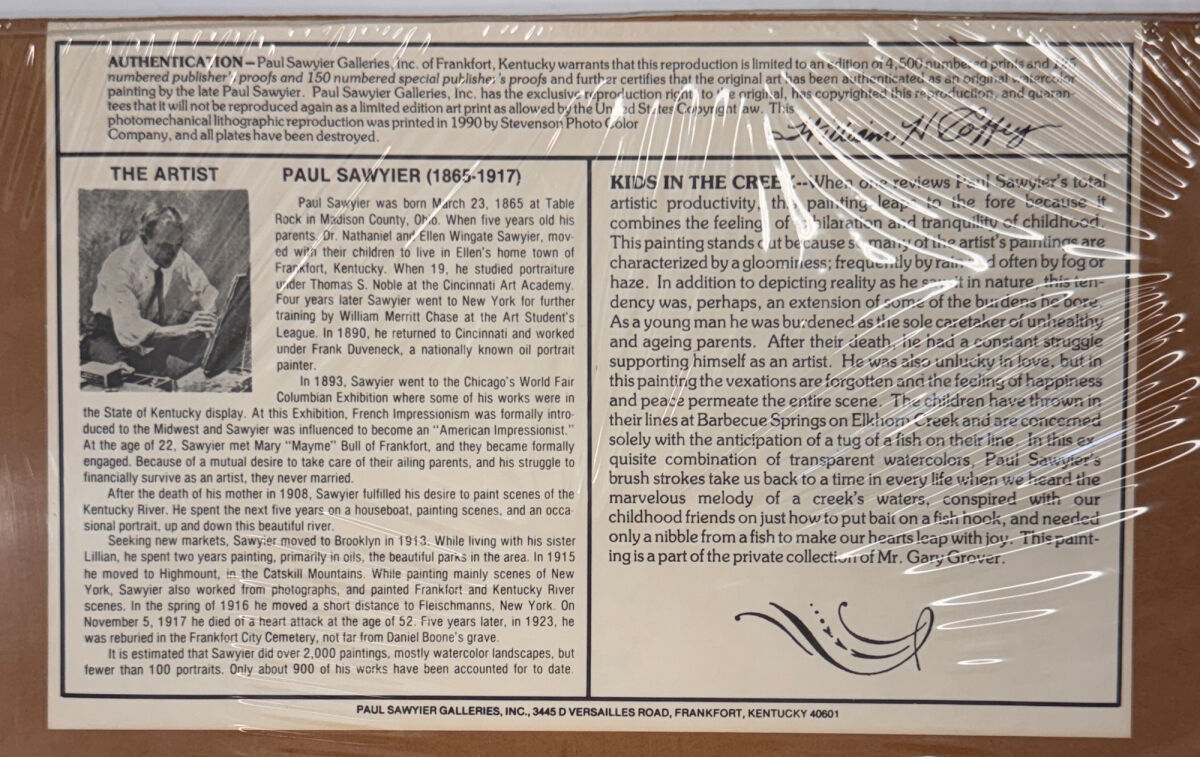 AUTHENTICATION—Paul Sawyier Galleries, Inc. of Frankfort, Kentucky warrants that this reproduction is limited to an edition of 4,500 numbered prints and 125
numbered publisher's proofs and 150 numbered special publisher's proofs and further certifies that the original art has been authenticated as an original watercolor
painting by the late Paul Sawyier. Paul Sawyier Galleries, Inc. has the exclusive reproduction right to the original, has copyrighted this reproduction, and guaran-
tees that it will not be reproduced again as a limited edition art print as allowed by the United States Copyright law. This
photomechanical lithographic reproduction was printed in 1990 by Stevenson Photo Color
Company, and all plates have been destroyed.
William H Coffey
THE ARTIST
PAUL SAWYIER (1865-1917)
Paul Sawyier was born March 23, 1865 at Table
Rock in Madison County, Ohio. When five years old his
parents, Dr. Nathaniel and Ellen Wingate Sawyier, mov-
ed with their children to live in Ellen's home town of
Frankfort, Kentucky. When 19, he studied portraiture
under Thomas S. Noble at the Cincinnati Art Academy.
Four years later Sawyier went to New York for further
training by William Merritt Chase at the Art Student's
League. In 1890, he returned to Cincinnati and worked
under Frank Duveneck, a nationally known oil portrait
painter.
In 1893, Sawyier went to the Chicago's World Fair
Columbian Exhibition where some of his works were in
the State of Kentucky display. At this Exhibition, French Impressionism was formally intro-
duced to the Midwest and Sawyier was influenced to become an "American Impressionist."
At the age of 22, Sawyier met Mary "Mayme" Bull of Frankfort, and they became formally
engaged. Because of a mutual desire to take care of their ailing parents, and his struggle to
financially survive as an artist, they never married.
After the death of his mother in 1908, Sawyier fulfilled his desire to paint scenes of the
Kentucky River. He spent the next five years on a houseboat, painting scenes, and an occa-
sional portrait, up and down this beautiful river.
Seeking new markets, Sawyier moved to Brooklyn in 1913. While living with his sister
Lillian, he spent two years painting, primarily in oils, the beautiful parks in the area. In 1915
he moved to Highmount, in the Catskill Mountains. While painting mainly scenes of New
York, Sawyier also worked from photographs, and painted Frankfort and Kentucky River
scenes. In the spring of 1916 he moved a short distance to Fleischmanns, New York. On
November 5, 1917 he died of a heart attack at the age of 52. Five years later, in 1923, he
was reburied in the Frankfort City Cemetery, not far from Daniel Boone's grave.
It is estimated that Sawyier did over 2,000 paintings, mostly watercolor landscapes, but
fewer than 100 portraits. Only about 900 of his works have been accounted for to date.
KIDS IN THE CREEK--When one reviews Paul Sawyier's total
artistic productivity, this painting leaps to the fore because it
combines the feeling of exhilaration and tranquility of childhood.
This painting stands out because so many of the artist's paintings are
characterized by a gloominess; frequently by rain and often by fog or
haze. In addition to depicting reality as he saw it in nature, this ten-
dency was, perhaps, an extension of some of the burdens he bore.
As a young man he was burdened as the sole caretaker of unhealthy
and ageing parents. After their death, he had a constant struggle
supporting himself as an artist. He was also unlucky in love, but in
this painting the vexations are forgotten and the feeling of happiness
and peace permeate the entire scene. The children have thrown in
their lines at Barbecue Springs on Elkhorn Creek and are concerned
solely with the anticipation of a tug of a fish on their line. In this ex-
quisite combination of transparent watercolors, Paul Sawyier's
brush strokes take us back to a time in every life when we heard the
marvelous melody of a creek's waters, conspired with our
childhood friends on just how to put bait on a fish hook, and needed
only a nibble from a fish to make our hearts leap with joy. This paint-
ing is a part of the private collection of Mr. Gary Grover.
PAUL SAWYIER GALLERIES, INC., 3445 D VERSAILLES ROAD, FRANKFORT, KENTUCKY 40601